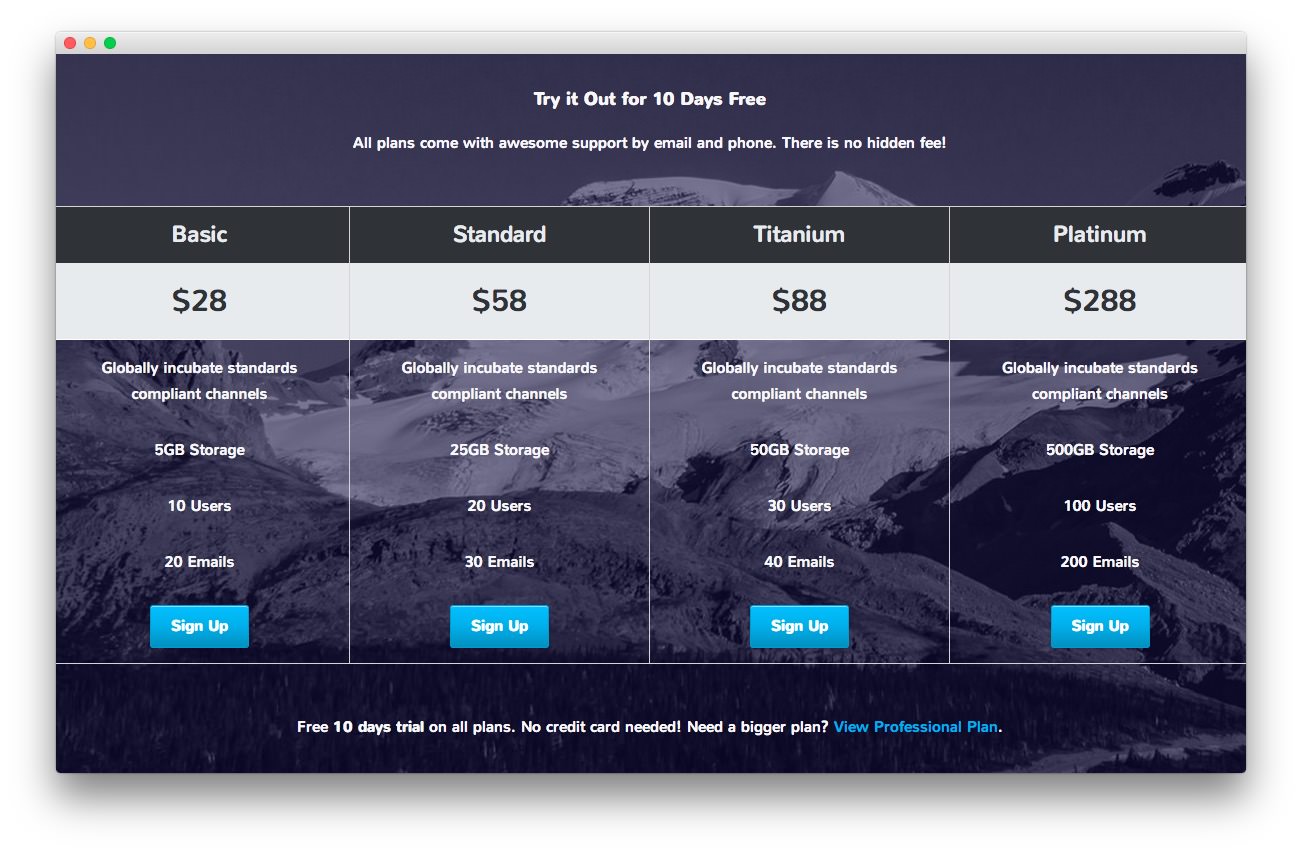 Try it Out for 10 Days Free
All plans come with awesome support by email and phone. There is no hidden fee!
Basic
$28
Globally incubate standards
compliant channels
5GB Storage
10 Users
20 Emails
Sign Up
Standard
$58
Globally incubate standards
compliant channels
25GB Storage
20 Users
30 Emails
Sign Up
Titanium
$88
Globally incubate standards
compliant channels
50GB Storage
30 Users
40 Emails
Sign Up
Platinum
$288
Globally incubate standards
compliant channels
500GB Storage
100 Users
200 Emails
Sign Up
Free 10 days trial on all plans. No credit card needed! Need a bigger plan? View Professional Plan.